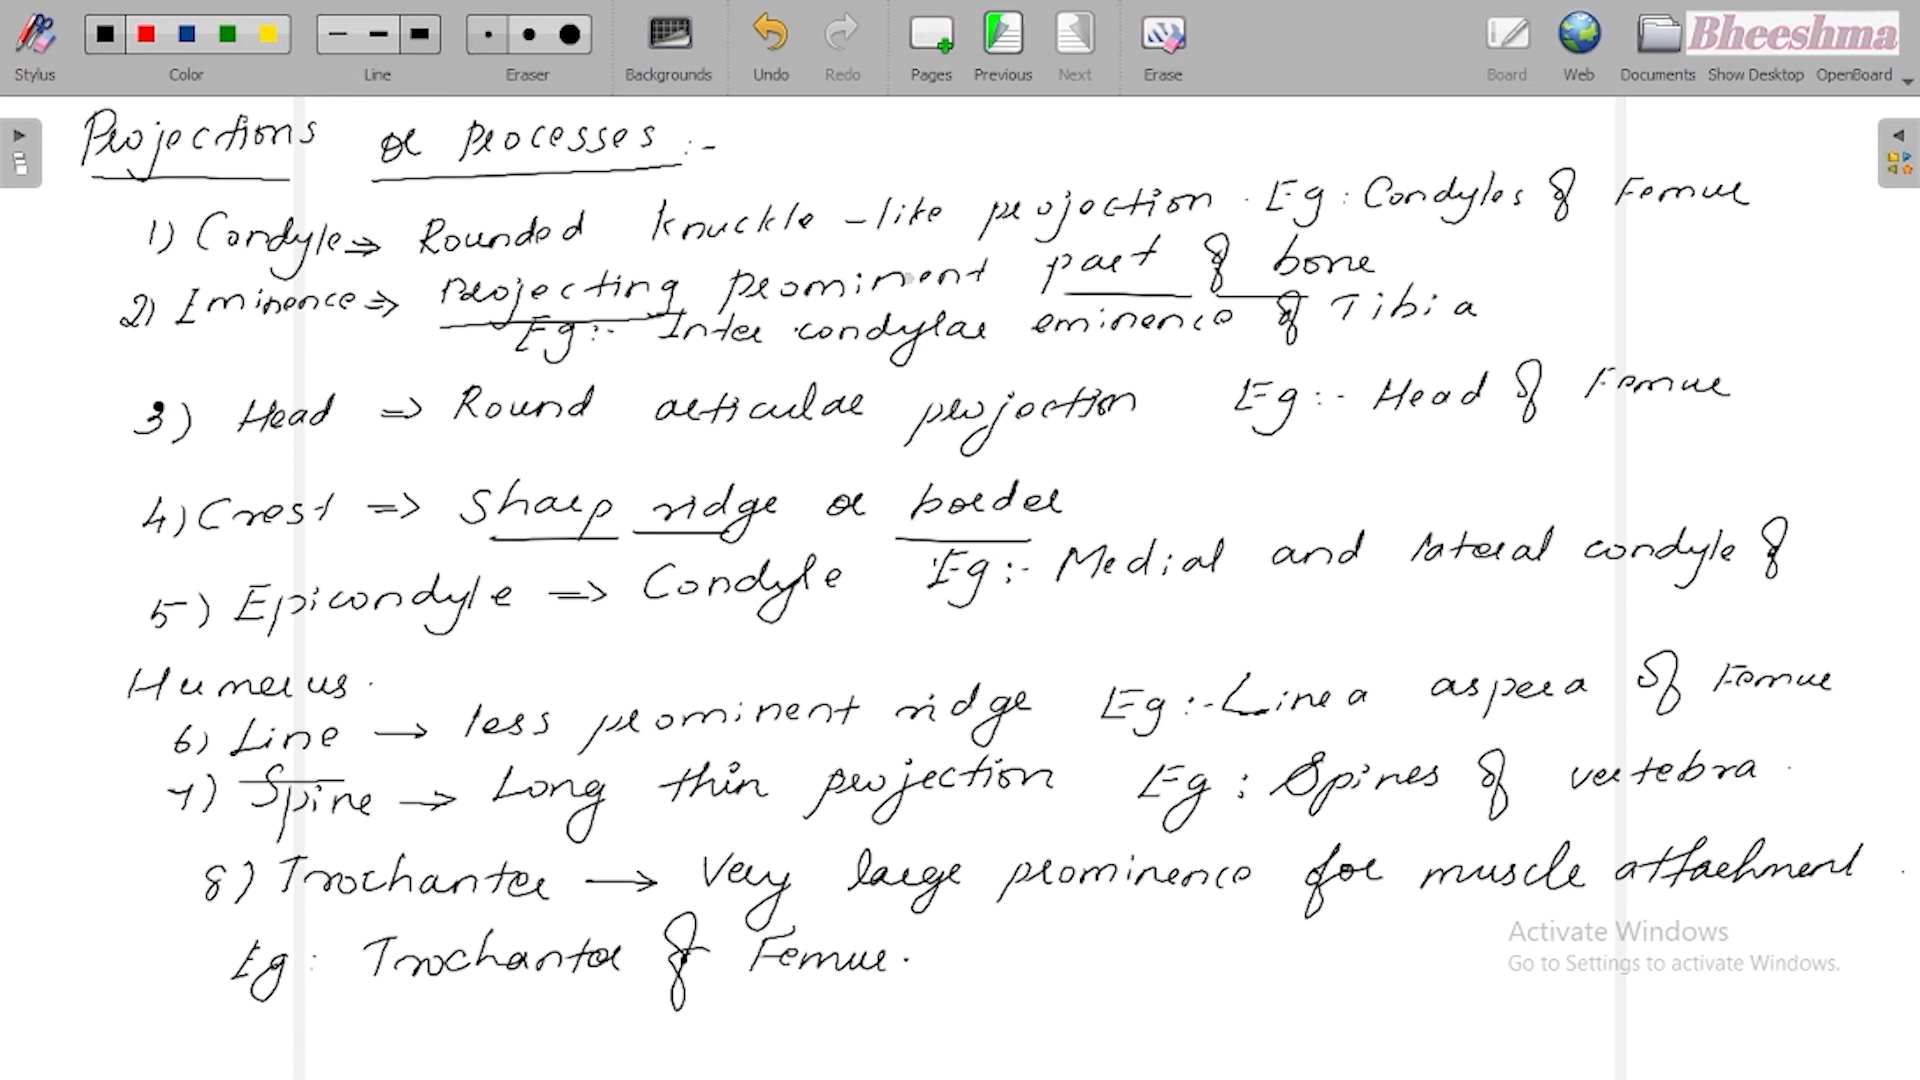 Stylus Color Line Eraser Backgrounds Undo Redo Pages Previous Next Erase Board Web Documents Show Desktop OpenBoard
Bheeshma
Projections or Processes :-
1) Condyle ⇒ Rounded knuckle-like projection. Eg: Condyles of Femur
2) Eminence ⇒ projecting prominent part of bone
Eg:- Inter condylar eminence of Tibia
3) Head ⇒ Round articular projection Eg:- Head of Femur
4) Crest ⇒ Sharp ridge or border
5) Epicondyle ⇒ Condyle Eg:- Medial and lateral condyle of
Humerus.
6) Line → less prominent ridge Eg:- Linea aspera of Femur
7) Spine → Long thin projection Eg: Spines of vertebra.
8) Trochanter → Very large prominence for muscle attachment.
Eg: Trochanter of Femur.
Activate Windows
Go to Settings to activate Windows.